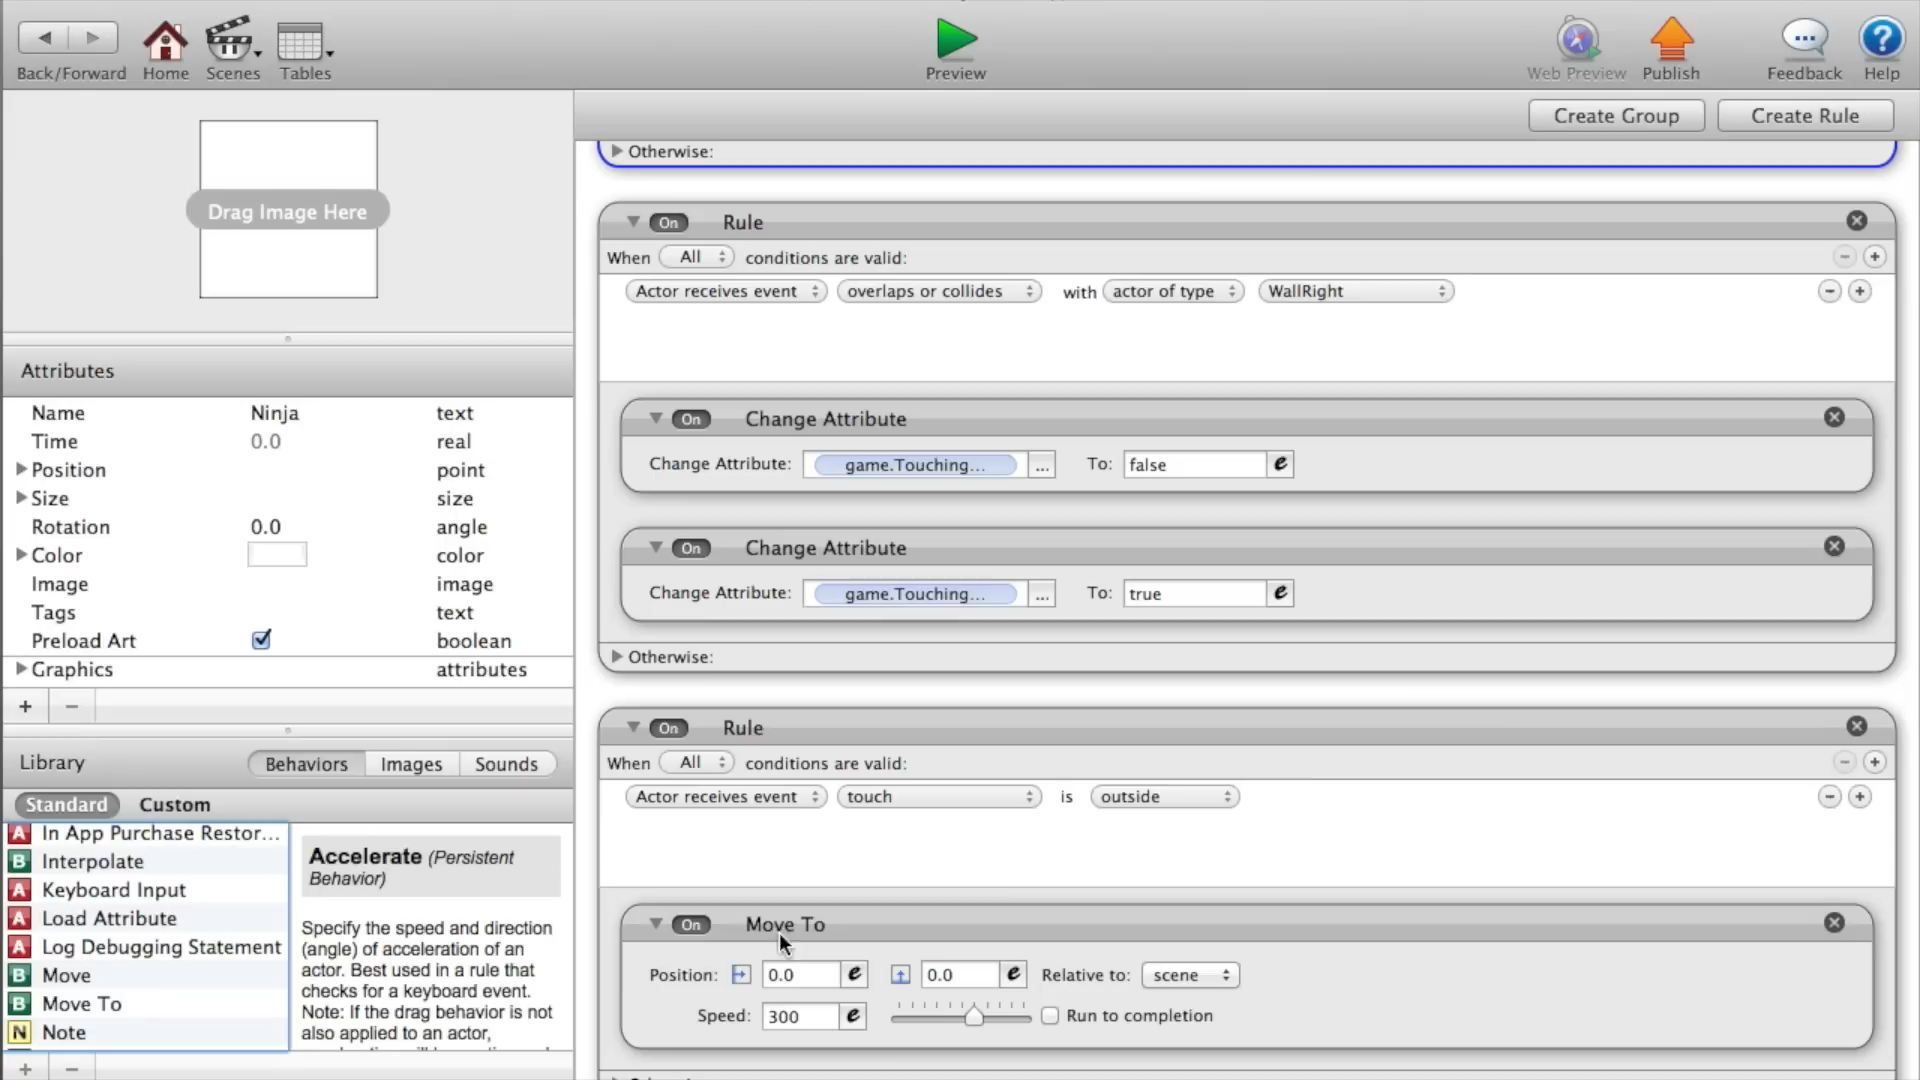 Back/Forward
Home
Scenes
Tables
Preview
Web Preview
Publish
Feedback
Help
Create Group
Create Rule
Drag Image Here
Attributes
Name Ninja text
Time 0.0 real
Position point
Size size
Rotation 0.0 angle
Color color
Image image
Tags text
Preload Art boolean
Graphics attributes
+ −
Library Behaviors Images Sounds
Standard Custom
A In App Purchase Restor...
B Interpolate
A Keyboard Input
A Load Attribute
A Log Debugging Statement
B Move
B Move To
N Note
Accelerate (Persistent
Behavior)
Specify the speed and direction
(angle) of acceleration of an
actor. Best used in a rule that
checks for a keyboard event.
Note: If the drag behavior is not
also applied to an actor,
+ −
Otherwise:
On Rule
When All conditions are valid:
Actor receives event overlaps or collides with actor of type WallRight
On Change Attribute
Change Attribute: game.Touching... ... To: false e
On Change Attribute
Change Attribute: game.Touching... ... To: true e
Otherwise:
On Rule
When All conditions are valid:
Actor receives event touch is outside
On Move To
Position: 0.0 e 0.0 e Relative to: scene
Speed: 300 e Run to completion